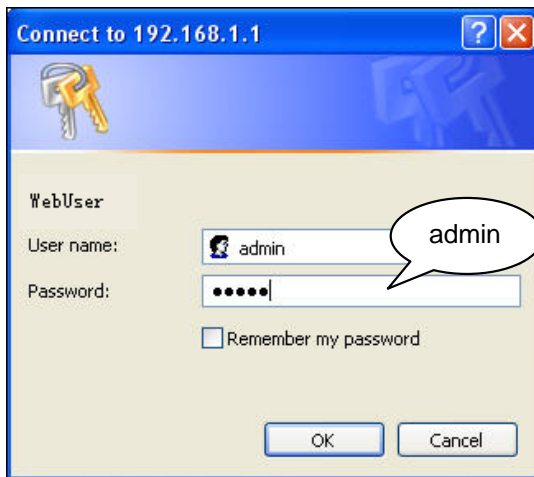 Connect to 192.168.1.1
WebUser
User name:
admin
admin
Password:
•••••
Remember my password
OK
Cancel